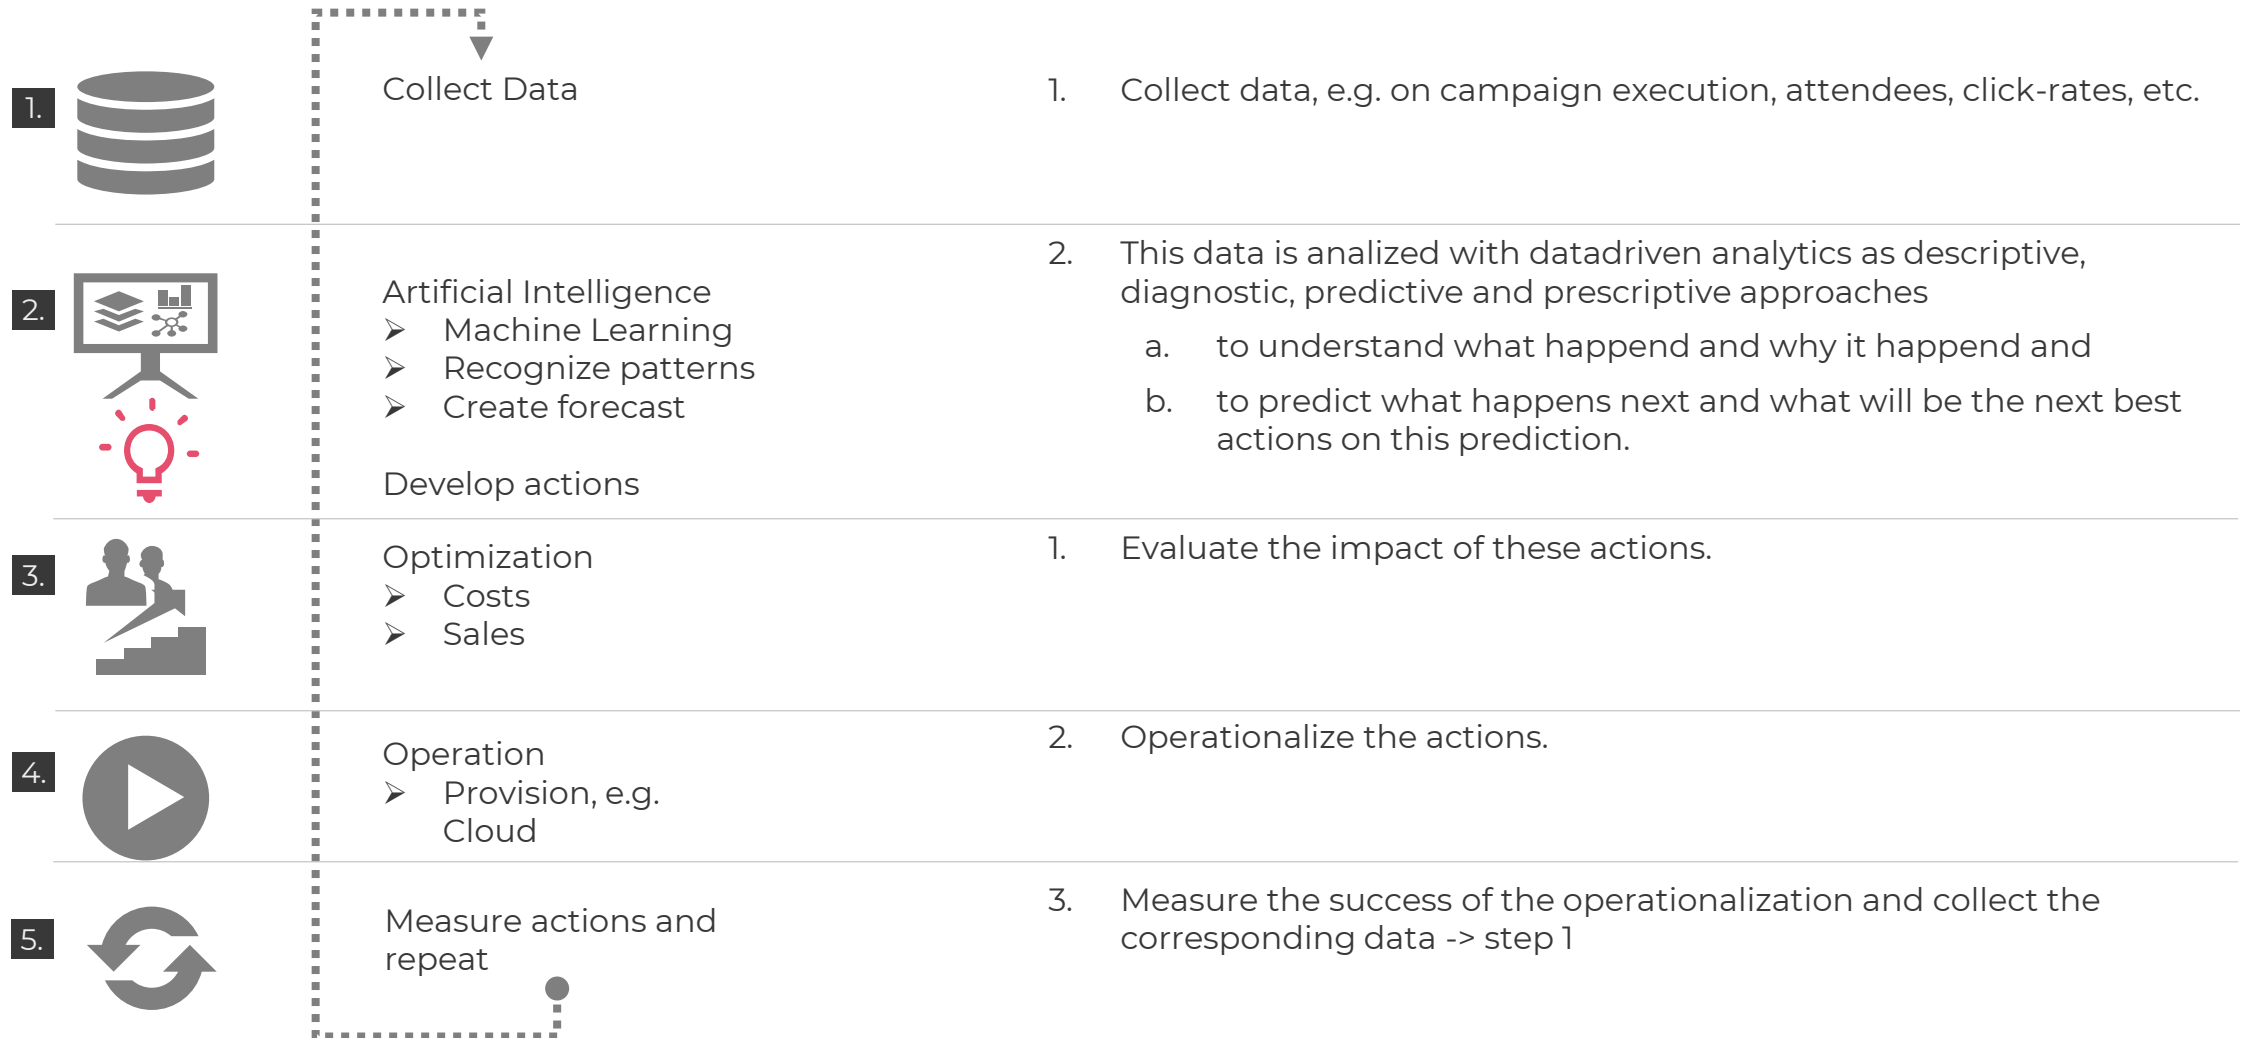 1.
Collect Data
1. Collect data, e.g. on campaign execution, attendees, click-rates, etc.
2.
Artificial Intelligence
➢ Machine Learning
➢ Recognize patterns
➢ Create forecast
Develop actions
2. This data is analized with datadriven analytics as descriptive,
diagnostic, predictive and prescriptive approaches
a. to understand what happend and why it happend and
b. to predict what happens next and what will be the next best
actions on this prediction.
3.
Optimization
➢ Costs
➢ Sales
1. Evaluate the impact of these actions.
4.
Operation
➢ Provision, e.g.
Cloud
2. Operationalize the actions.
5.
Measure actions and
repeat
3. Measure the success of the operationalization and collect the
corresponding data -> step 1